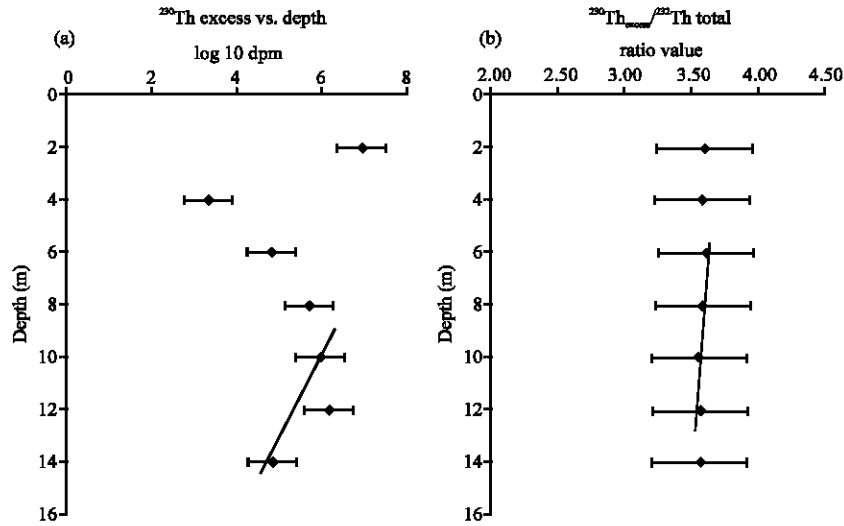 ²³⁰Th excess vs. depth
(a)
log 10 dpm
0 2 4 6 8
0
2
4
6
8
10
12
14
16
Depth (m)
²³⁰Thₑₓcₑₛₛ/²³²Th total
(b)
ratio value
2.00 3.00 3.50 4.00 4.50
0
2
4
6
8
10
12
14
16
Depth (m)